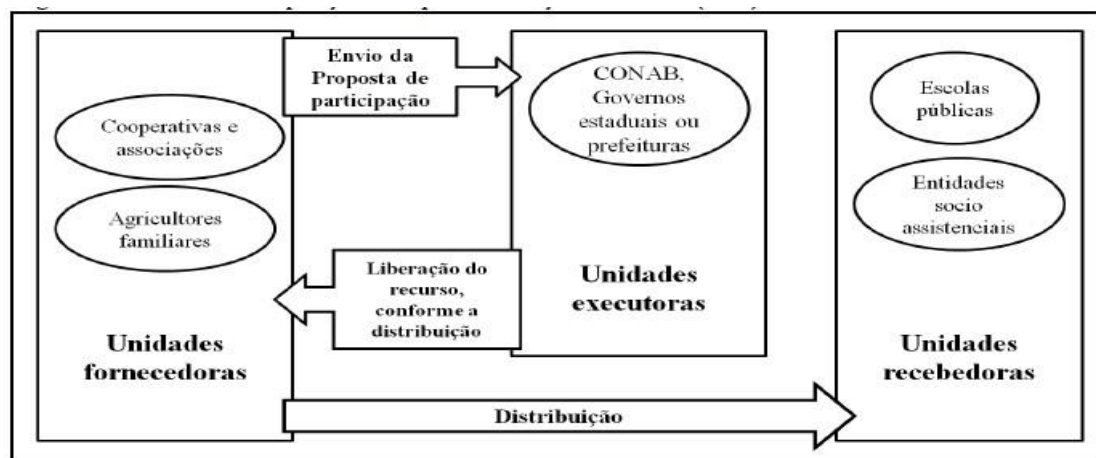 Envio da
Proposta de
participação
Cooperativas e
associações
Agricultores
familiares
Unidades
fornecedoras
CONAB,
Governos
estaduais ou
prefeituras
Liberação do
recurso,
conforme a
distribuição
Unidades
executoras
Escolas
públicas
Entidades
socio
assistenciais
Unidades
recebedoras
Distribuição